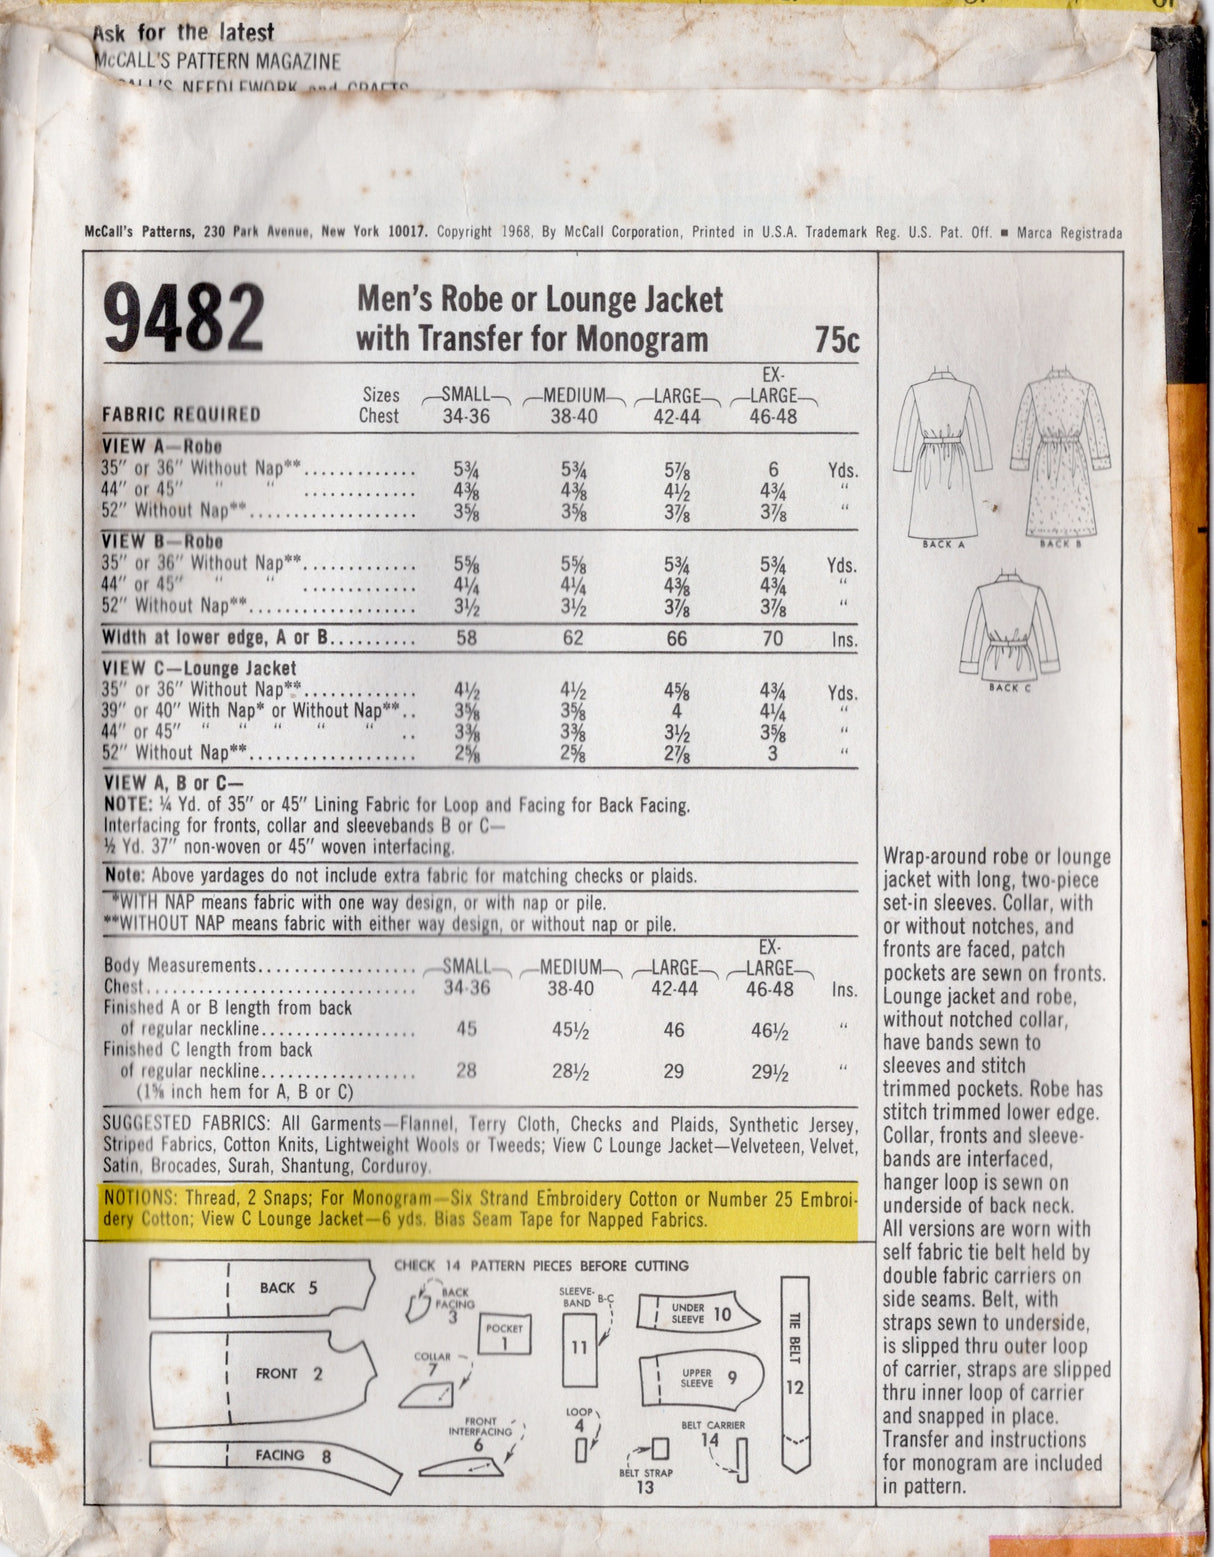 Ask for the latest
McCALL'S PATTERN MAGAZINE
McCall's Patterns, 230 Park Avenue, New York 10017. Copyright 1968, By McCall Corporation, Printed in U.S.A. Trademark Reg. U.S. Pat. Off. ■ Marca Registrada
9482
Men's Robe or Lounge Jacket
with Transfer for Monogram 75c
FABRIC REQUIRED
Sizes SMALL MEDIUM LARGE EX-LARGE
Chest 34-36 38-40 42-44 46-48
VIEW A—Robe
35" or 36" Without Nap**............. 5¾ 5¾ 5⅞ 6 Yds.
44" or 45" " " ............. 4⅜ 4⅜ 4½ 4¾ "
52" Without Nap**................... 3⅝ 3⅝ 3⅞ 3⅞ "
VIEW B—Robe
35" or 36" Without Nap**............. 5⅝ 5⅝ 5¾ 5¾ Yds.
44" or 45" " " ............. 4¼ 4¼ 4⅜ 4¾ "
52" Without Nap**................... 3½ 3½ 3⅞ 3⅞ "
Width at lower edge, A or B.......... 58 62 66 70 Ins.
VIEW C—Lounge Jacket
35" or 36" Without Nap**............. 4½ 4½ 4⅝ 4¾ Yds.
39" or 40" With Nap* or Without Nap**.. 3⅝ 3⅝ 4 4¼ "
44" or 45" " " " " " .. 3⅜ 3⅜ 3½ 3⅝ "
52" Without Nap**................... 2⅝ 2⅝ 2⅞ 3 "
VIEW A, B or C—
NOTE: ¼ Yd. of 35" or 45" Lining Fabric for Loop and Facing for Back Facing.
Interfacing for fronts, collar and sleevebands B or C—
½ Yd. 37" non-woven or 45" woven interfacing.
Note: Above yardages do not include extra fabric for matching checks or plaids.
*WITH NAP means fabric with one way design, or with nap or pile.
**WITHOUT NAP means fabric with either way design, or without nap or pile.
Body Measurements.................. SMALL MEDIUM LARGE EX-LARGE
Chest............................... 34-36 38-40 42-44 46-48 Ins.
Finished A or B length from back
of regular neckline.................. 45 45½ 46 46½ "
Finished C length from back
of regular neckline.................. 28 28½ 29 29½ "
(1⅝ inch hem for A, B or C)
SUGGESTED FABRICS: All Garments—Flannel, Terry Cloth, Checks and Plaids, Synthetic Jersey,
Striped Fabrics, Cotton Knits, Lightweight Wools or Tweeds; View C Lounge Jacket—Velveteen, Velvet,
Satin, Brocades, Surah, Shantung, Corduroy.
NOTIONS: Thread, 2 Snaps; For Monogram—Six Strand Embroidery Cotton or Number 25 Embroi-
dery Cotton; View C Lounge Jacket—6 yds. Bias Seam Tape for Napped Fabrics.
BACK A
BACK B
BACK C
Wrap-around robe or lounge
jacket with long, two-piece
set-in sleeves. Collar, with
or without notches, and
fronts are faced, patch
pockets are sewn on fronts.
Lounge jacket and robe,
without notched collar,
have bands sewn to
sleeves and stitch
trimmed pockets. Robe has
stitch trimmed lower edge.
Collar, fronts and sleeve-
bands are interfaced,
hanger loop is sewn on
underside of back neck.
All versions are worn with
self fabric tie belt held by
double fabric carriers on
side seams. Belt, with
straps sewn to underside,
is slipped thru outer loop
of carrier, straps are slipped
thru inner loop of carrier
and snapped in place.
Transfer and instructions
for monogram are included
in pattern.
CHECK 14 PATTERN PIECES BEFORE CUTTING
BACK 5
FRONT 2
FACING 8
BACK FACING 3
POCKET 1
COLLAR 7
FRONT INTERFACING 6
SLEEVE-BAND B-C 11
LOOP 4
UNDER SLEEVE 10
UPPER SLEEVE 9
BELT STRAP 13
BELT CARRIER 14
TIE BELT 12